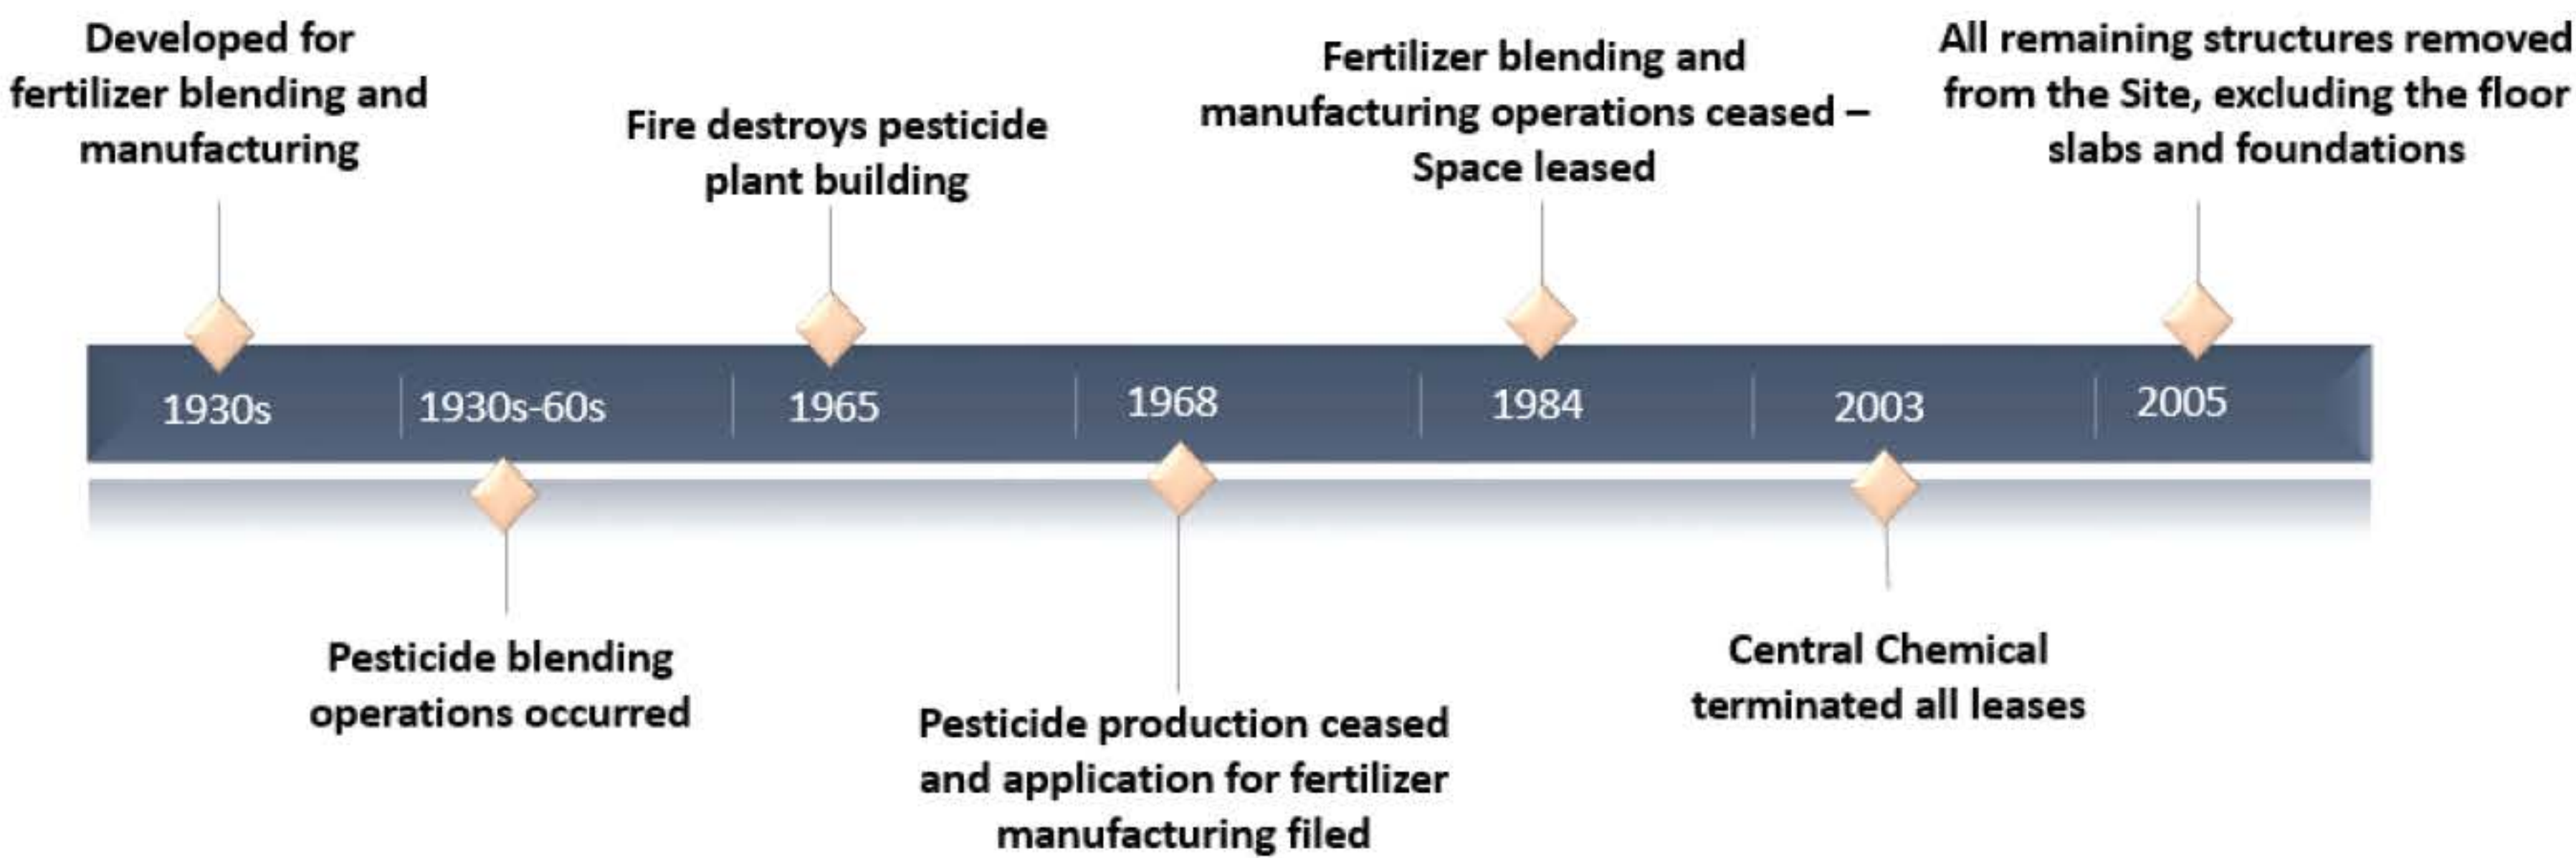 Developed for
fertilizer blending and
manufacturing
Fire destroys pesticide
plant building
Fertilizer blending and
manufacturing operations ceased –
Space leased
All remaining structures removed
from the Site, excluding the floor
slabs and foundations
1930s
1930s-60s
1965
1968
1984
2003
2005
Pesticide blending
operations occurred
Pesticide production ceased
and application for fertilizer
manufacturing filed
Central Chemical
terminated all leases